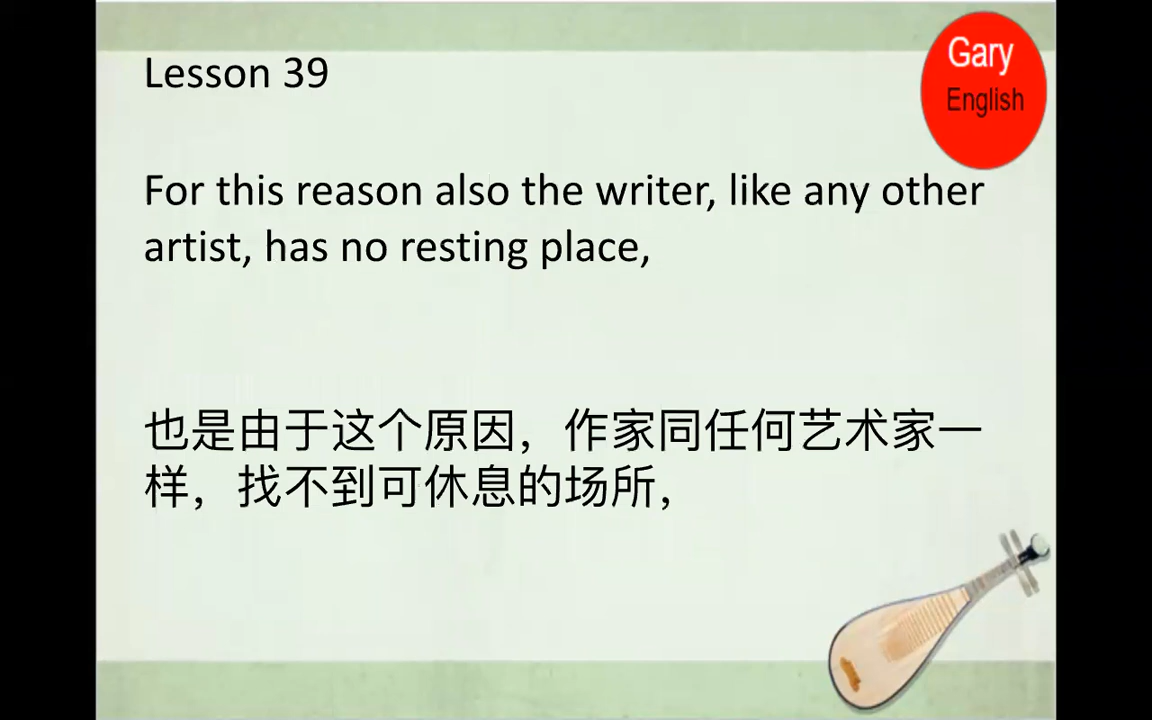 Lesson 39
Gary
English
For this reason also the writer, like any other
artist, has no resting place,
也是由于这个原因，作家同任何艺术家一
样，找不到可休息的场所，